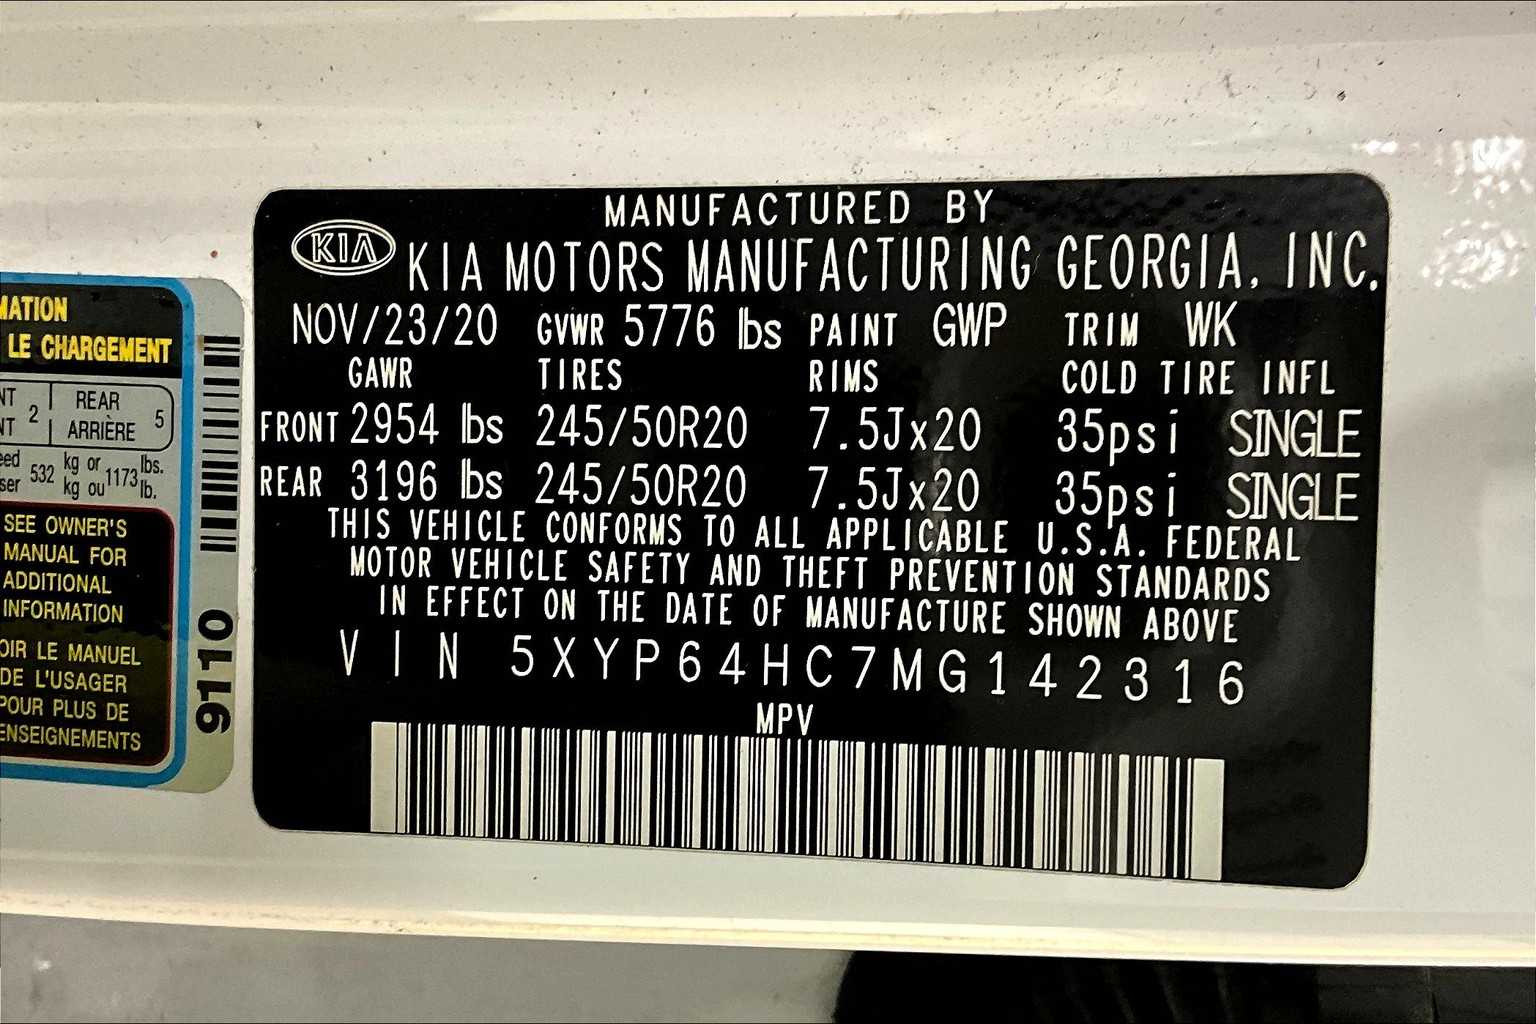 MANUFACTURED BY
KIA KIA MOTORS MANUFACTURING GEORGIA, INC.
NOV/23/20 GVWR 5776 lbs PAINT GWP TRIM WK
GAWR TIRES RIMS COLD TIRE INFL
FRONT 2954 lbs 245/50R20 7.5Jx20 35psi SINGLE
REAR 3196 lbs 245/50R20 7.5Jx20 35psi SINGLE
THIS VEHICLE CONFORMS TO ALL APPLICABLE U.S.A. FEDERAL
MOTOR VEHICLE SAFETY AND THEFT PREVENTION STANDARDS
IN EFFECT ON THE DATE OF MANUFACTURE SHOWN ABOVE
VIN 5XYP64HC7MG142316
MPV
LE CHARGEMENT
2 REAR 5
ARRIÈRE
532 kg or 1173 lbs.
kg ou lb.
SEE OWNER'S
MANUAL FOR
ADDITIONAL
INFORMATION
LE MANUEL
DE L'USAGER
POUR PLUS DE
9110